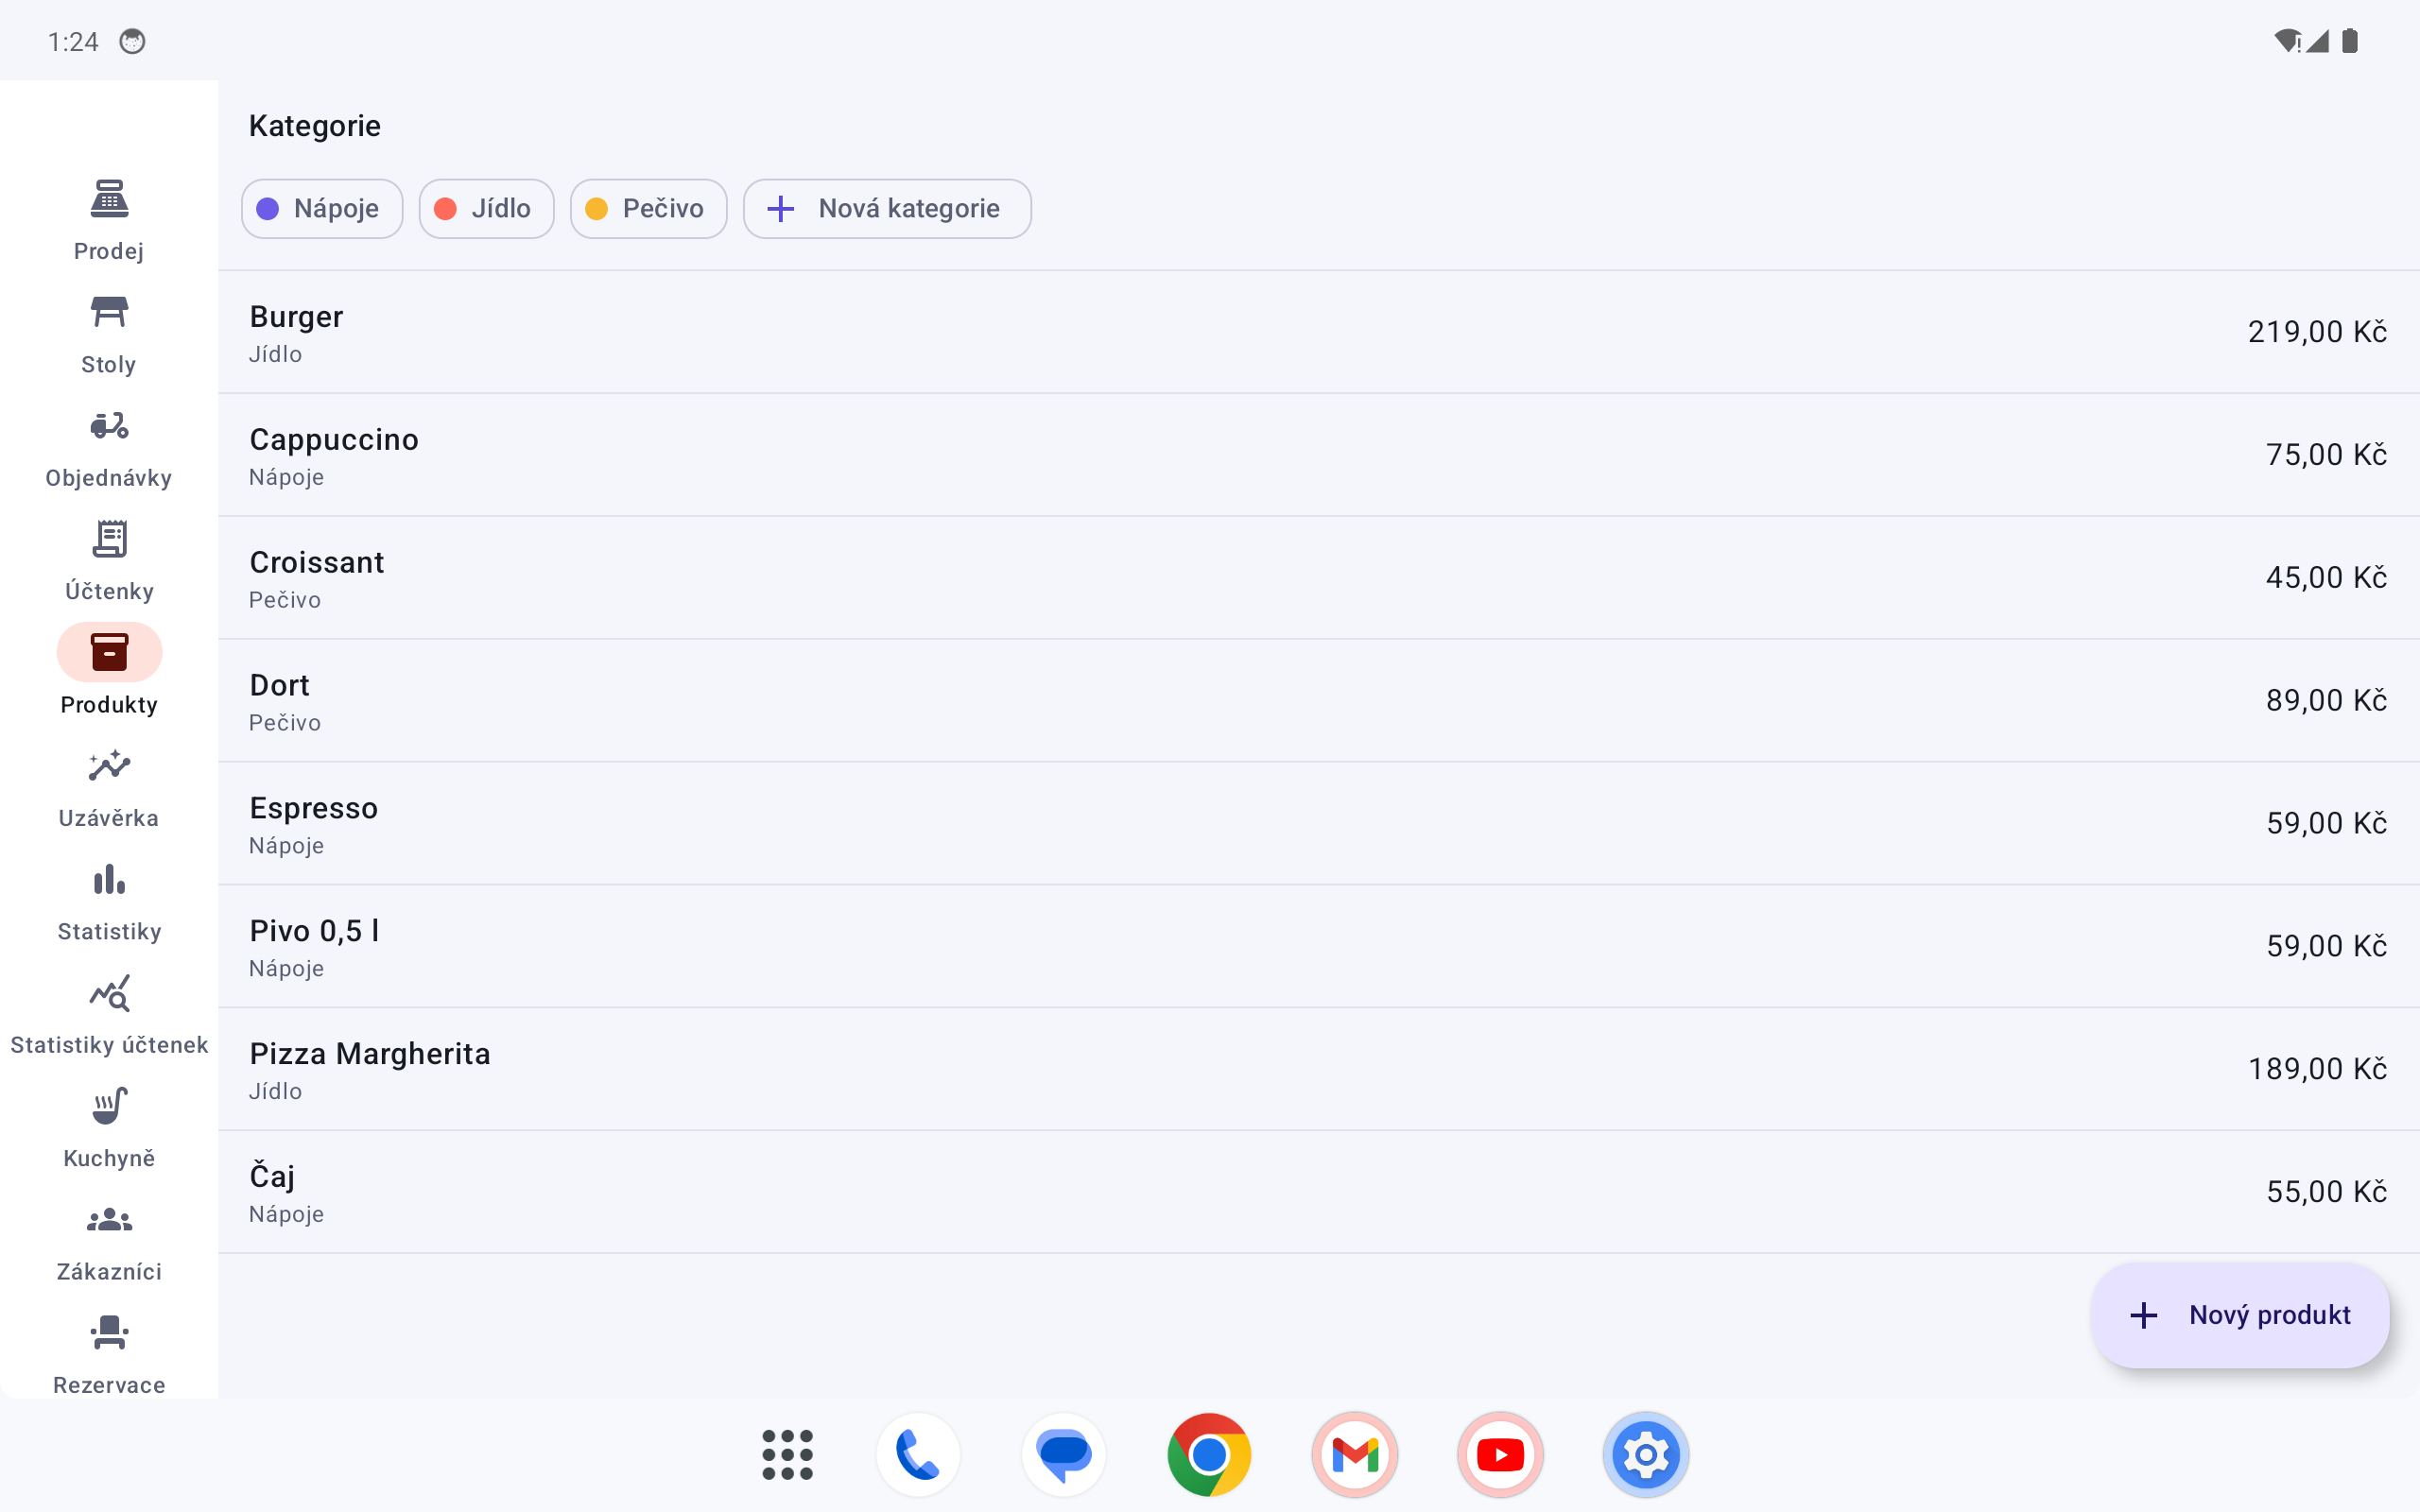 1:24
Kategorie
Nápoje
Jídlo
Pečivo
Nová kategorie
Prodej
Stoly
Objednávky
Účtenky
Produkty
Uzávěrka
Statistiky
Statistiky účtenek
Kuchyně
Zákazníci
Rezervace
Burger
Jídlo
219,00 Kč
Cappuccino
Nápoje
75,00 Kč
Croissant
Pečivo
45,00 Kč
Dort
Pečivo
89,00 Kč
Espresso
Nápoje
59,00 Kč
Pivo 0,5 l
Nápoje
59,00 Kč
Pizza Margherita
Jídlo
189,00 Kč
Čaj
Nápoje
55,00 Kč
Nový produkt